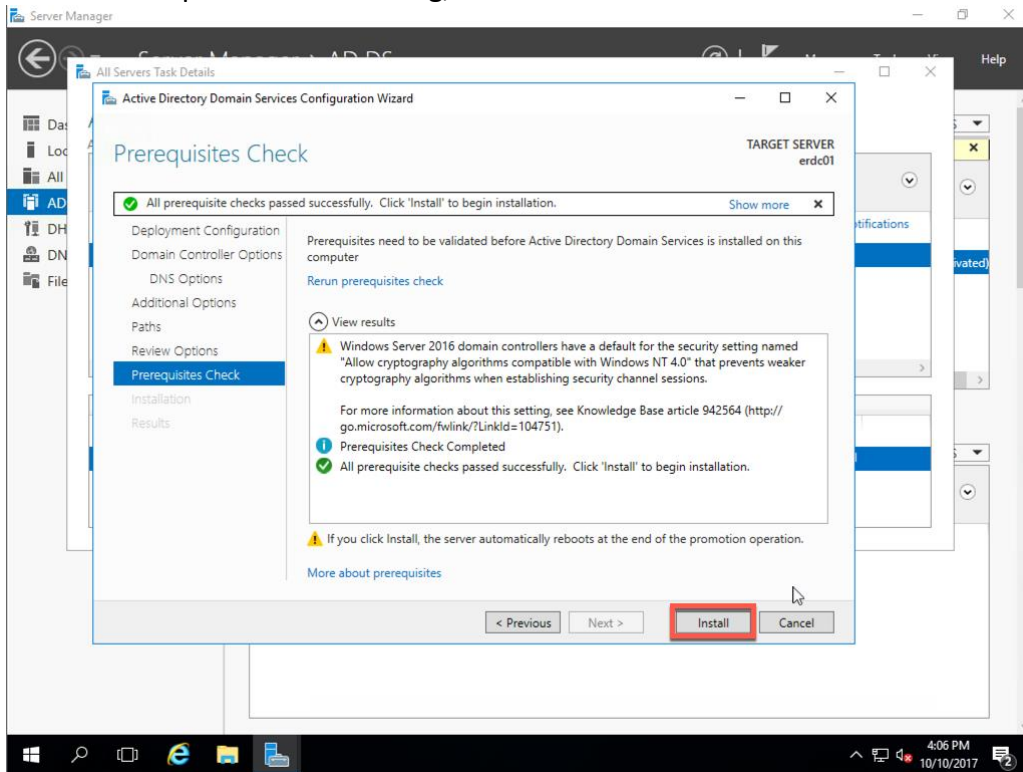 Server Manager
Help
All Servers Task Details
Active Directory Domain Services Configuration Wizard
Prerequisites Check
TARGET SERVER
erdc01
All prerequisite checks passed successfully. Click 'Install' to begin installation.
Show more
Deployment Configuration
Domain Controller Options
DNS Options
Additional Options
Paths
Review Options
Prerequisites Check
Installation
Results
Prerequisites need to be validated before Active Directory Domain Services is installed on this
computer
Rerun prerequisites check
View results
Windows Server 2016 domain controllers have a default for the security setting named
"Allow cryptography algorithms compatible with Windows NT 4.0" that prevents weaker
cryptography algorithms when establishing security channel sessions.
For more information about this setting, see Knowledge Base article 942564 (http://
go.microsoft.com/fwlink/?LinkId=104751).
Prerequisites Check Completed
All prerequisite checks passed successfully. Click 'Install' to begin installation.
If you click Install, the server automatically reboots at the end of the promotion operation.
More about prerequisites
< Previous
Next >
Install
Cancel
All
AD
DH
DN
File
4:06 PM
10/10/2017
2